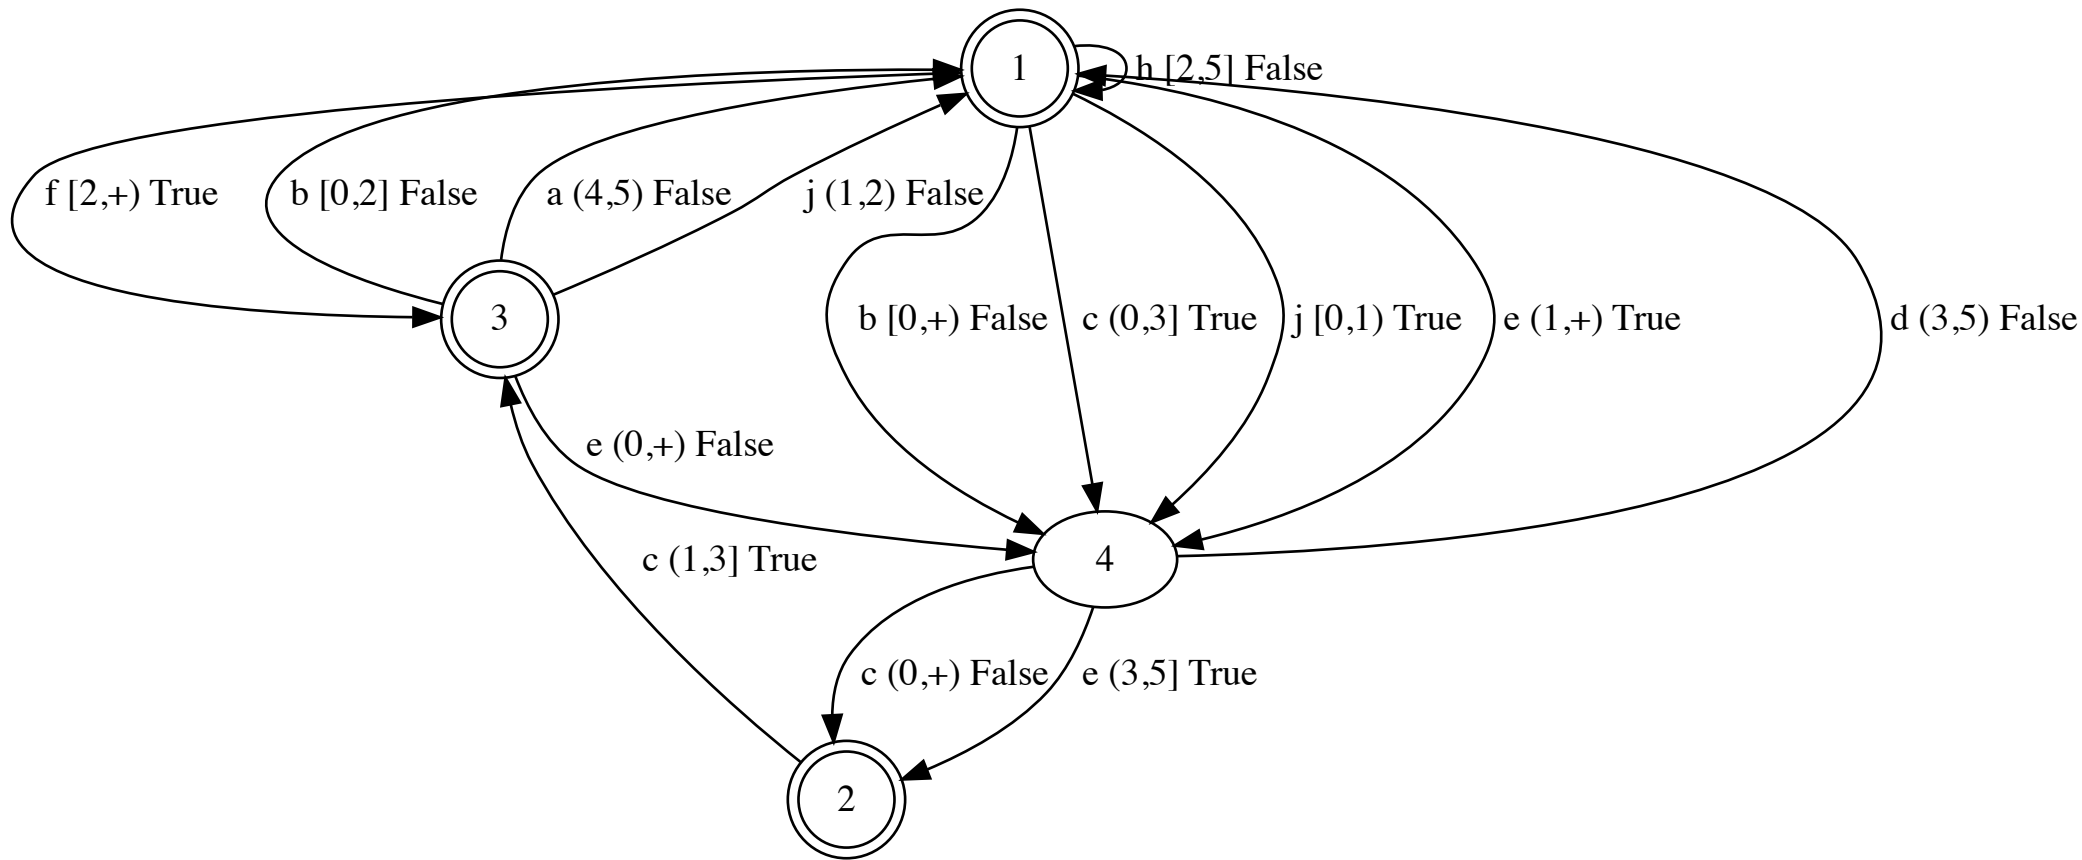 1
h [2,5] False
f [2,+) True
b [0,2] False
a (4,5) False
j (1,2) False
3
b [0,+) False
c (0,3] True
j [0,1) True
e (1,+) True
d (3,5) False
e (0,+) False
c (1,3] True
4
c (0,+) False
e (3,5] True
2